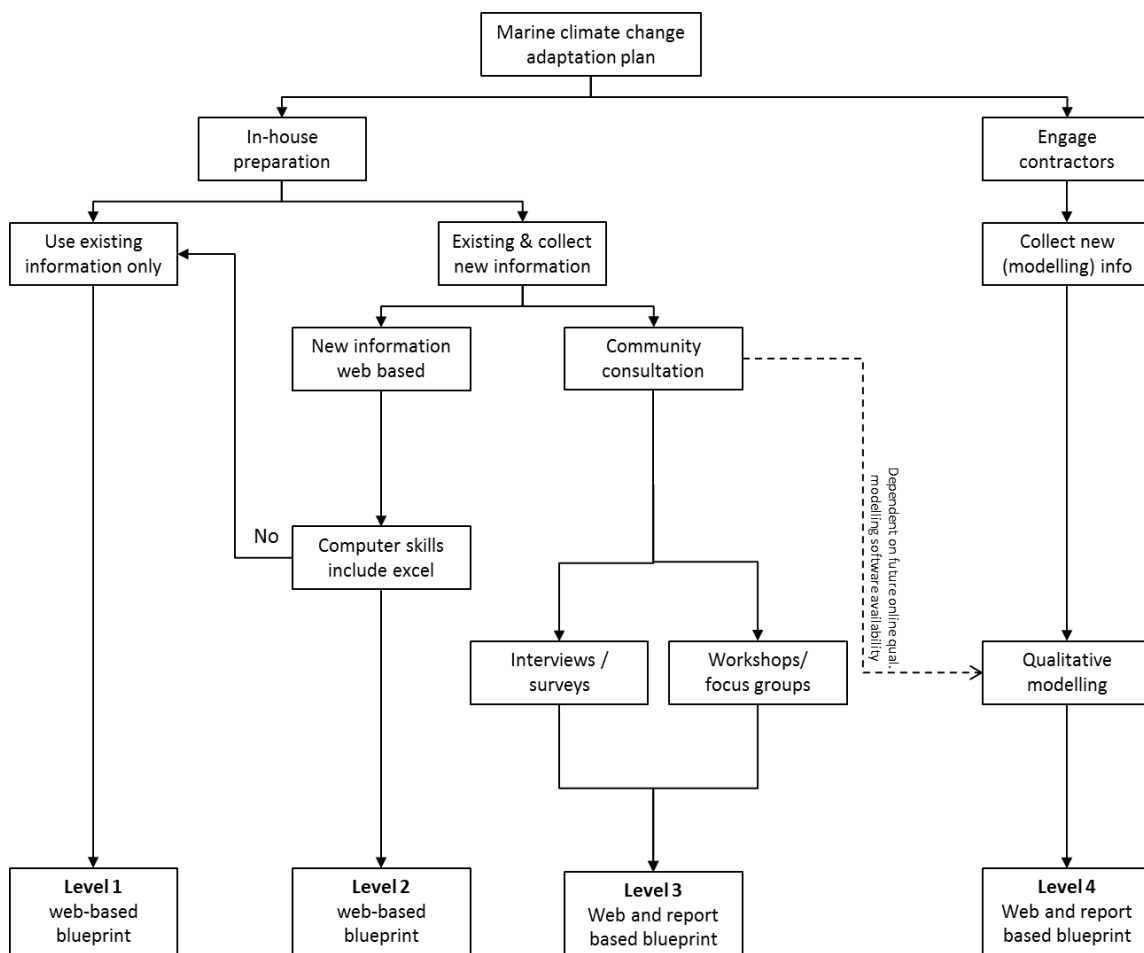 Marine climate change
adaptation plan
In-house
preparation
Engage
contractors
Use existing
information only
Existing & collect
new information
Collect new
(modelling) info
New information
web based
Community
consultation
Dependent on future online qual.
modelling software availability
No
Computer skills
include excel
Interviews /
surveys
Workshops/
focus groups
Qualitative
modelling
Level 1
web-based
blueprint
Level 2
web-based
blueprint
Level 3
Web and report
based blueprint
Level 4
Web and report
based blueprint